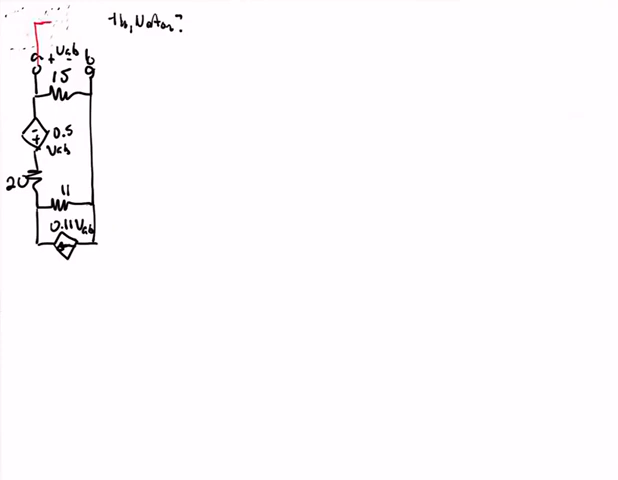 th, Norton?
a + Vab - b
15
- + 0.5
Vab
20
11
0.11Vab